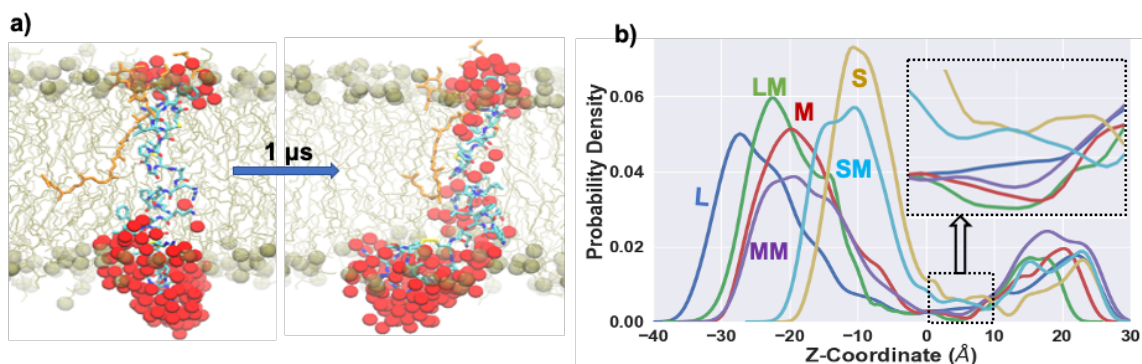 a)
1 μs
b)
Probability Density
0.06
0.04
0.02
0.00
L
LM
M
MM
S
SM
−40
−30
−20
−10
0
10
20
30
Z-Coordinate (Å)